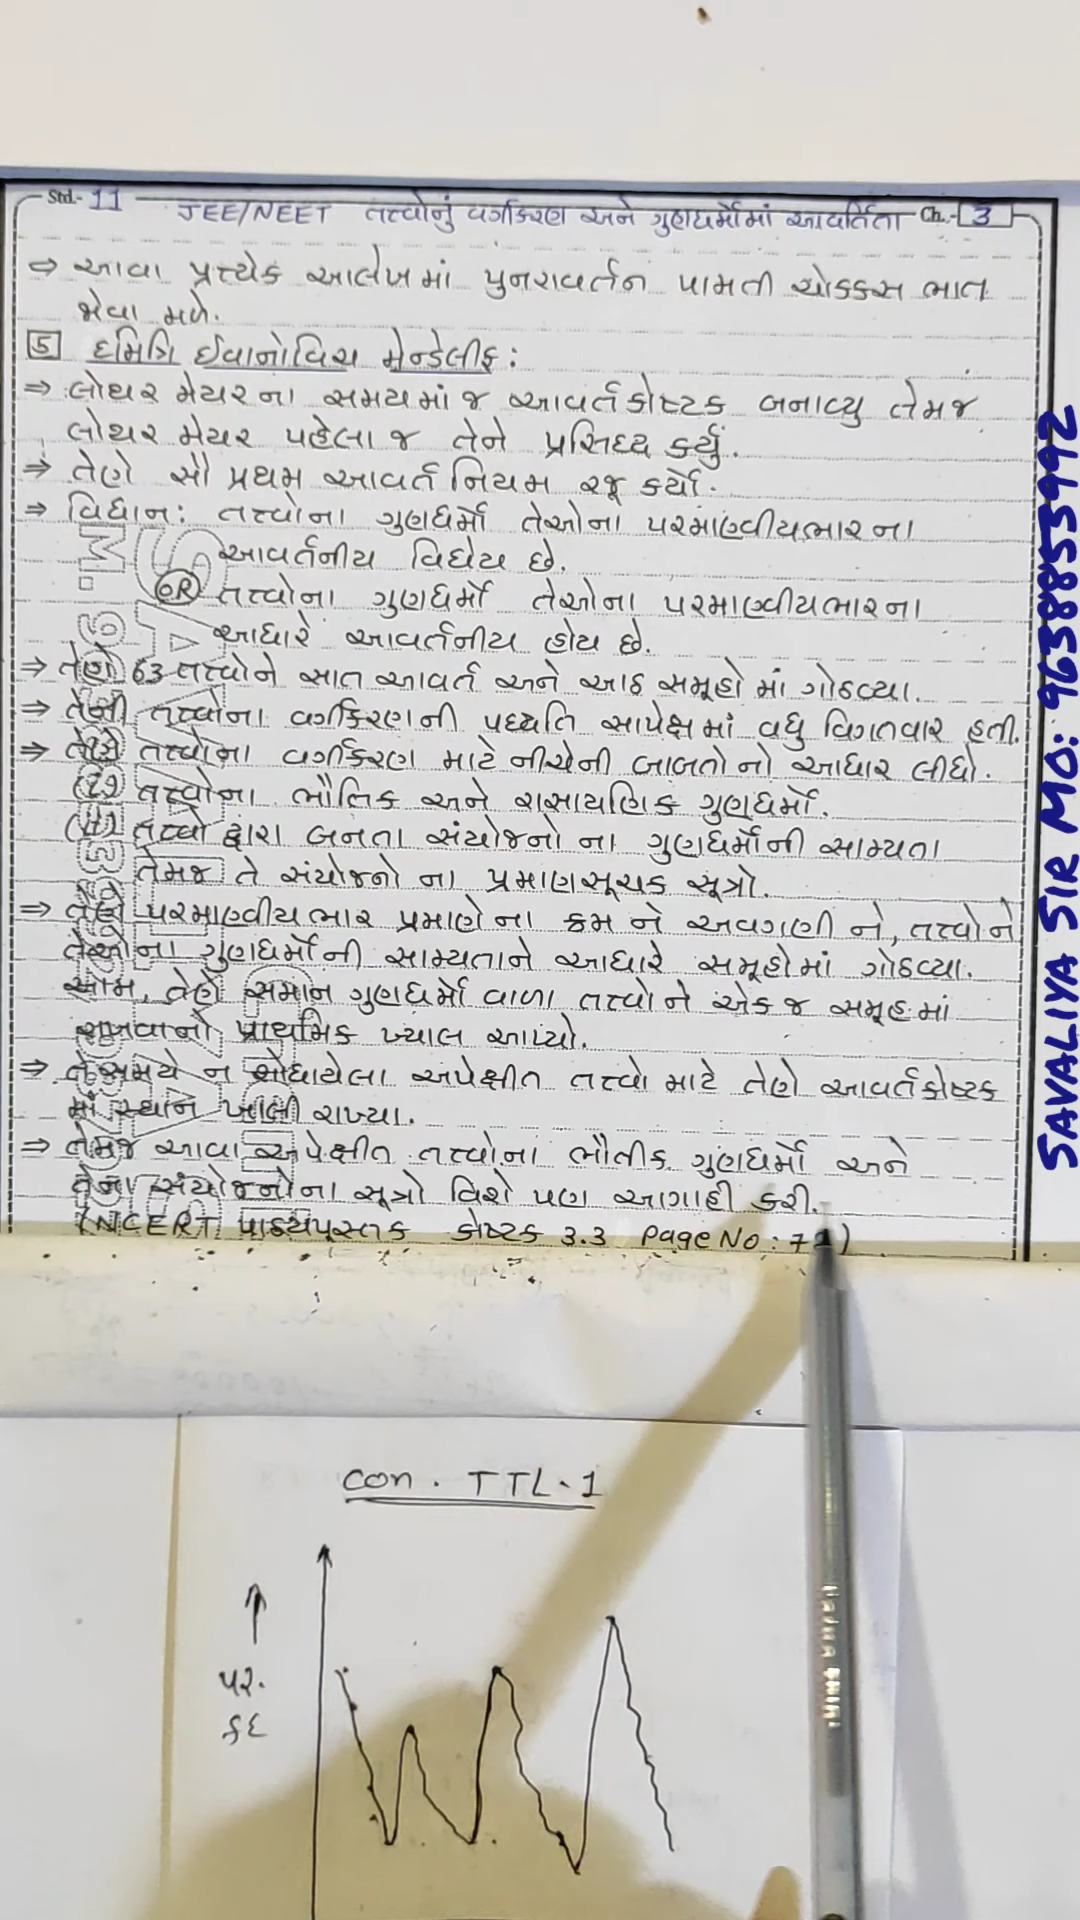 Std.- 11 JEE/NEET તત્ત્વોનું વર્ગીકરણ અને ગુણધર્મોમાં આવર્તિતા Ch.- 3
⇒ આવા પ્રત્યેક આલેખમાં પુનરાવર્તન પામતી ચોક્કસ ભાત
જોવા મળે.
5 દમિત્રિ ઈવાનોવિચ મેન્ડેલીફ :
⇒ લોથર મેયરના સમયમાં જ આવર્તકોષ્ટક બનાવ્યુ તેમજ
લોથર મેયર પહેલા જ તેને પ્રસિધ્ધ કર્યું.
⇒ તેણે સૌ પ્રથમ આવર્ત નિયમ રજૂ કર્યો.
⇒ વિધાન: તત્ત્વોના ગુણધર્મો તેઓના પરમાણ્વીયભારના
આવર્તનીય વિધેય છે.
OR તત્ત્વોના ગુણધર્મો તેઓના પરમાણ્વીયભારના
આધારે આવર્તનીય હોય છે.
⇒ તેણે 63 તત્ત્વોને સાત આવર્ત અને આઠ સમૂહો માં ગોઠવ્યા.
⇒ તેની તત્ત્વોના વર્ગીકરણની પધ્ધતિ સાપેક્ષમાં વધુ વિગતવાર હતી.
⇒ તેણે તત્ત્વોના વર્ગીકરણ માટે નીચેની બાબતો નો આધાર લીધો.
તત્ત્વોના ભૌતિક અને રાસાયણિક ગુણધર્મો.
તત્વો દ્વારા બનતા સંયોજનો ના ગુણધર્મોની સામ્યતા
તેમજ તે સંયોજનો ના પ્રમાણસૂચક સૂત્રો.
⇒ તેણે પરમાણ્વીયભાર પ્રમાણેના ક્રમ ને અવગણી ને, તત્ત્વોને
તેઓના ગુણધર્મોની સામ્યતાને આધારે સમૂહોમાં ગોઠવ્યા.
આમ, તેણે સમાન ગુણધર્મો વાળા તત્ત્વોને એક જ સમૂહમાં
રાખવાનો પ્રાથમિક ખ્યાલ આપ્યો.
⇒ તે સમયે ન શોધાયેલા અપેક્ષીત તત્ત્વો માટે તેણે આવર્તકોષ્ટક
માં સ્થાન ખાલી રાખ્યા.
⇒ તેમજ આવા અપેક્ષીત તત્ત્વોના ભૌતીક ગુણધર્મો અને
તેના સંયોજનોના સૂત્રો વિશે પણ આગાહી કરી.
(NCERT પાઠ્યપૂસ્તક કોષ્ટક 3.3 Page No : 71)
SAVALIYA SIR MO: 9638853992
con. TTL-1
પર.
કદ